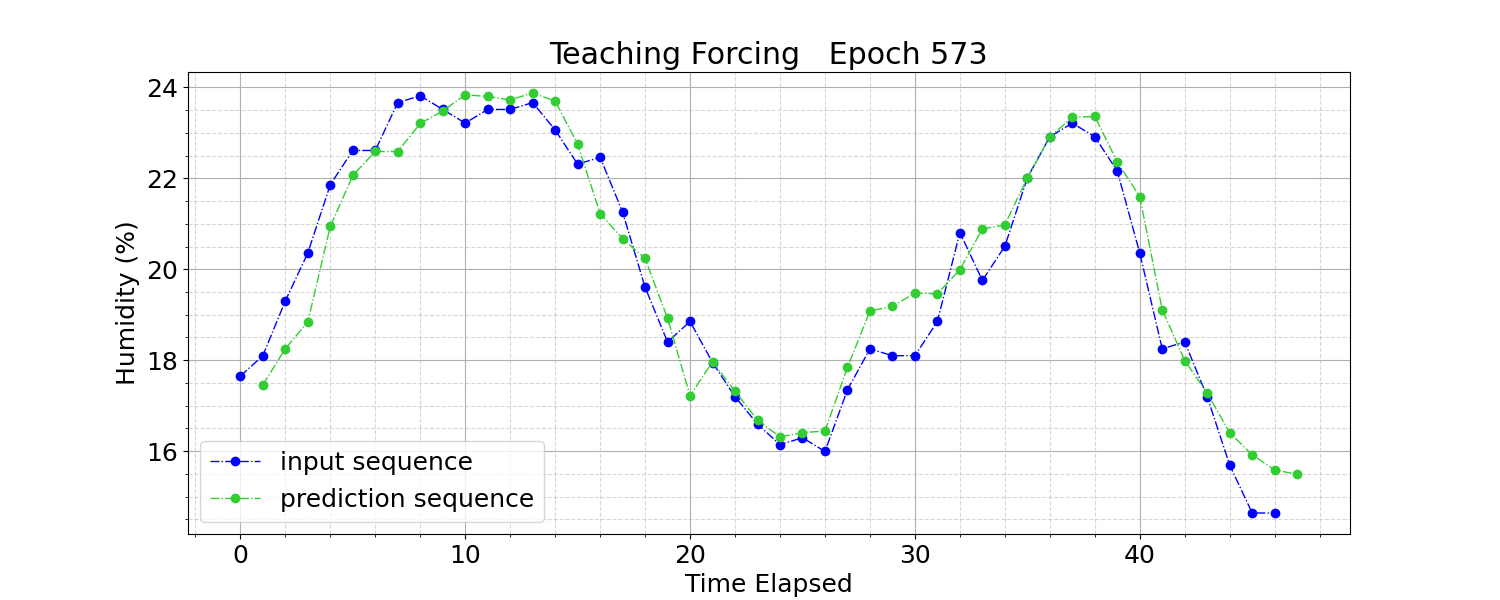 Teaching Forcing   Epoch 573
Humidity (%)
24
22
20
18
16
input sequence
prediction sequence
0 10 20 30 40
Time Elapsed